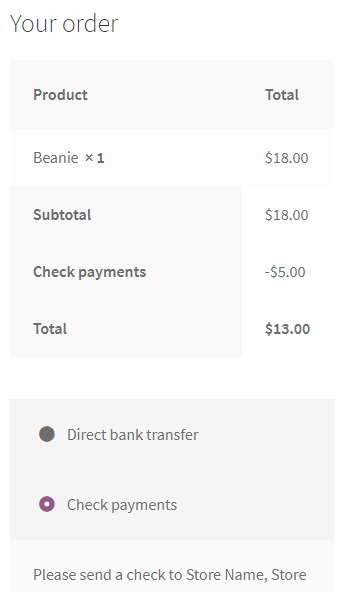 Your order
Product Total
Beanie × 1 $18.00
Subtotal $18.00
Check payments -$5.00
Total $13.00
Direct bank transfer
Check payments
Please send a check to Store Name, Store